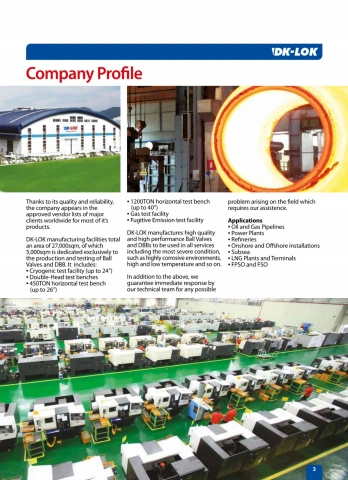 DK-LOK
Company Profile
DK-LOK
Thanks to its quality and reliability,
the company appears in the
approved vendor lists of major
clients worldwide for most of it's
products.
DK-LOK manufacturing facilities total
an area of 27,000sqm, of which
5,000sqm is dedicated exclusively to
the production and testing of Ball
Valves and DBB. It includes:
• Cryogenic test facility (up to 24")
• Double-Head test benches
• 450TON horizontal test bench
(up to 26")
• 1200TON horizontal test bench
(up to 40")
• Gas test facility
• Fugitive Emission test facility
DK-LOK manufactures high quality
and high performance Ball Valves
and DBBs to be used in all services
including the most severe condition,
such as highly corrosive environments,
high and low temperature and so on.
In addition to the above, we
guarantee immediate response by
our technical team for any possible
problem arising on the field which
requires our assistance.
Applications
• Oil and Gas Pipelines
• Power Plants
• Refineries
• Onshore and Offshore installations
• Subsea
• LNG Plants and Terminals
• FPSO and FSO
3